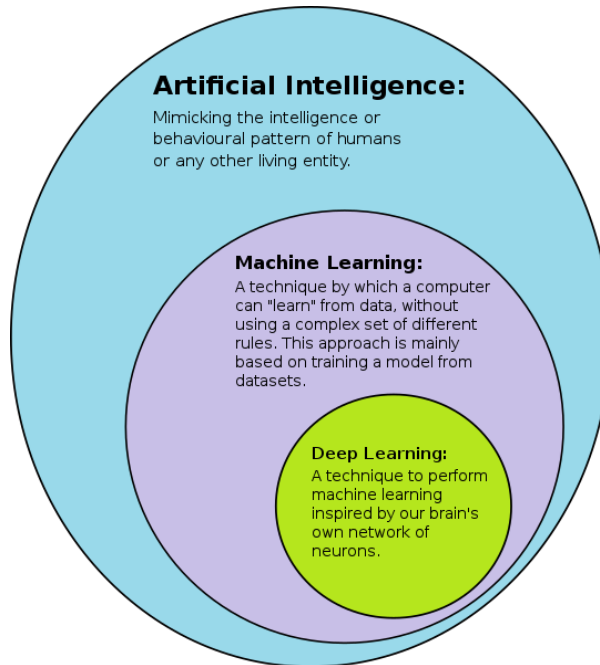 Artificial Intelligence:
Mimicking the intelligence or
behavioural pattern of humans
or any other living entity.
Machine Learning:
A technique by which a computer
can "learn" from data, without
using a complex set of different
rules. This approach is mainly
based on training a model from
datasets.
Deep Learning:
A technique to perform
machine learning
inspired by our brain's
own network of
neurons.